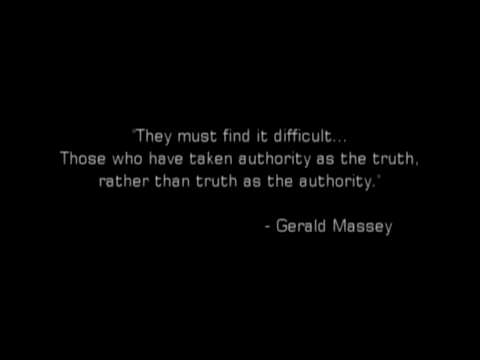 "They must find it difficult...
Those who have taken authority as the truth,
rather than truth as the authority."
- Gerald Massey